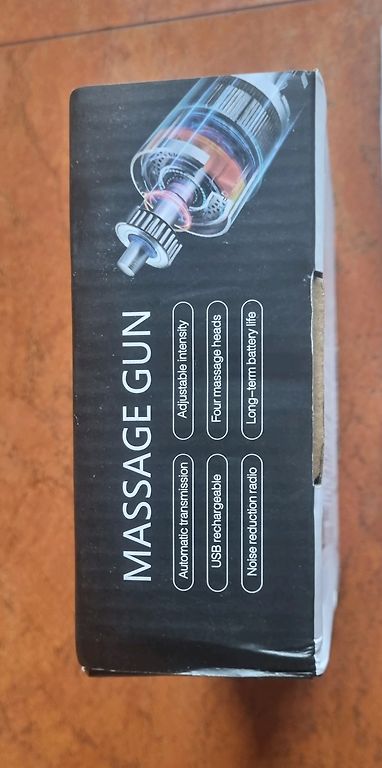 MASSAGE GUN
Automatic transmission
Adjustable intensity
USB rechargeable
Four massage heads
Noise reduction radio
Long-term battery life